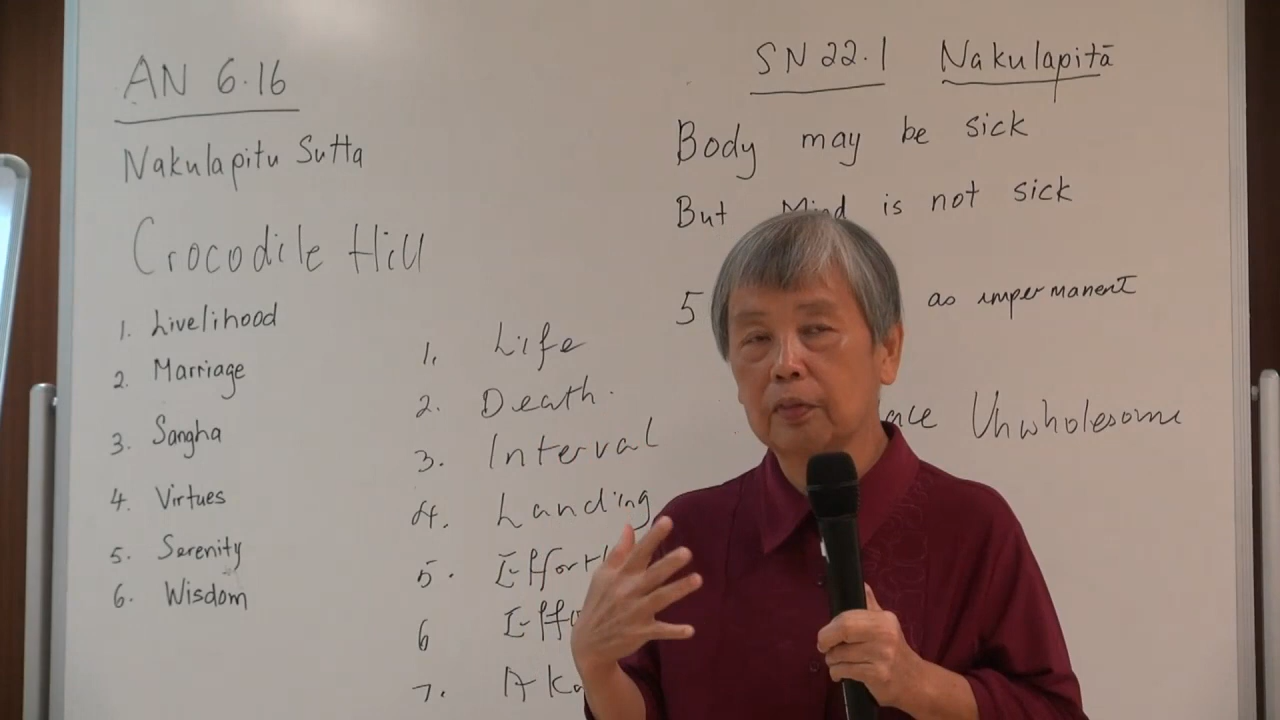 AN 6.16
Nakulapitu Sutta
Crocodile Hill
1. Livelihood
2. Marriage
3. Sangha
4. Virtues
5. Serenity
6. Wisdom
1. Life
2. Death.
3. Interval
4. Landing
5. Effort
6
7.
SN 22.1 Nakulapitā
Body may be sick
But Mind is not sick
5 as impermanent
Unwholesome